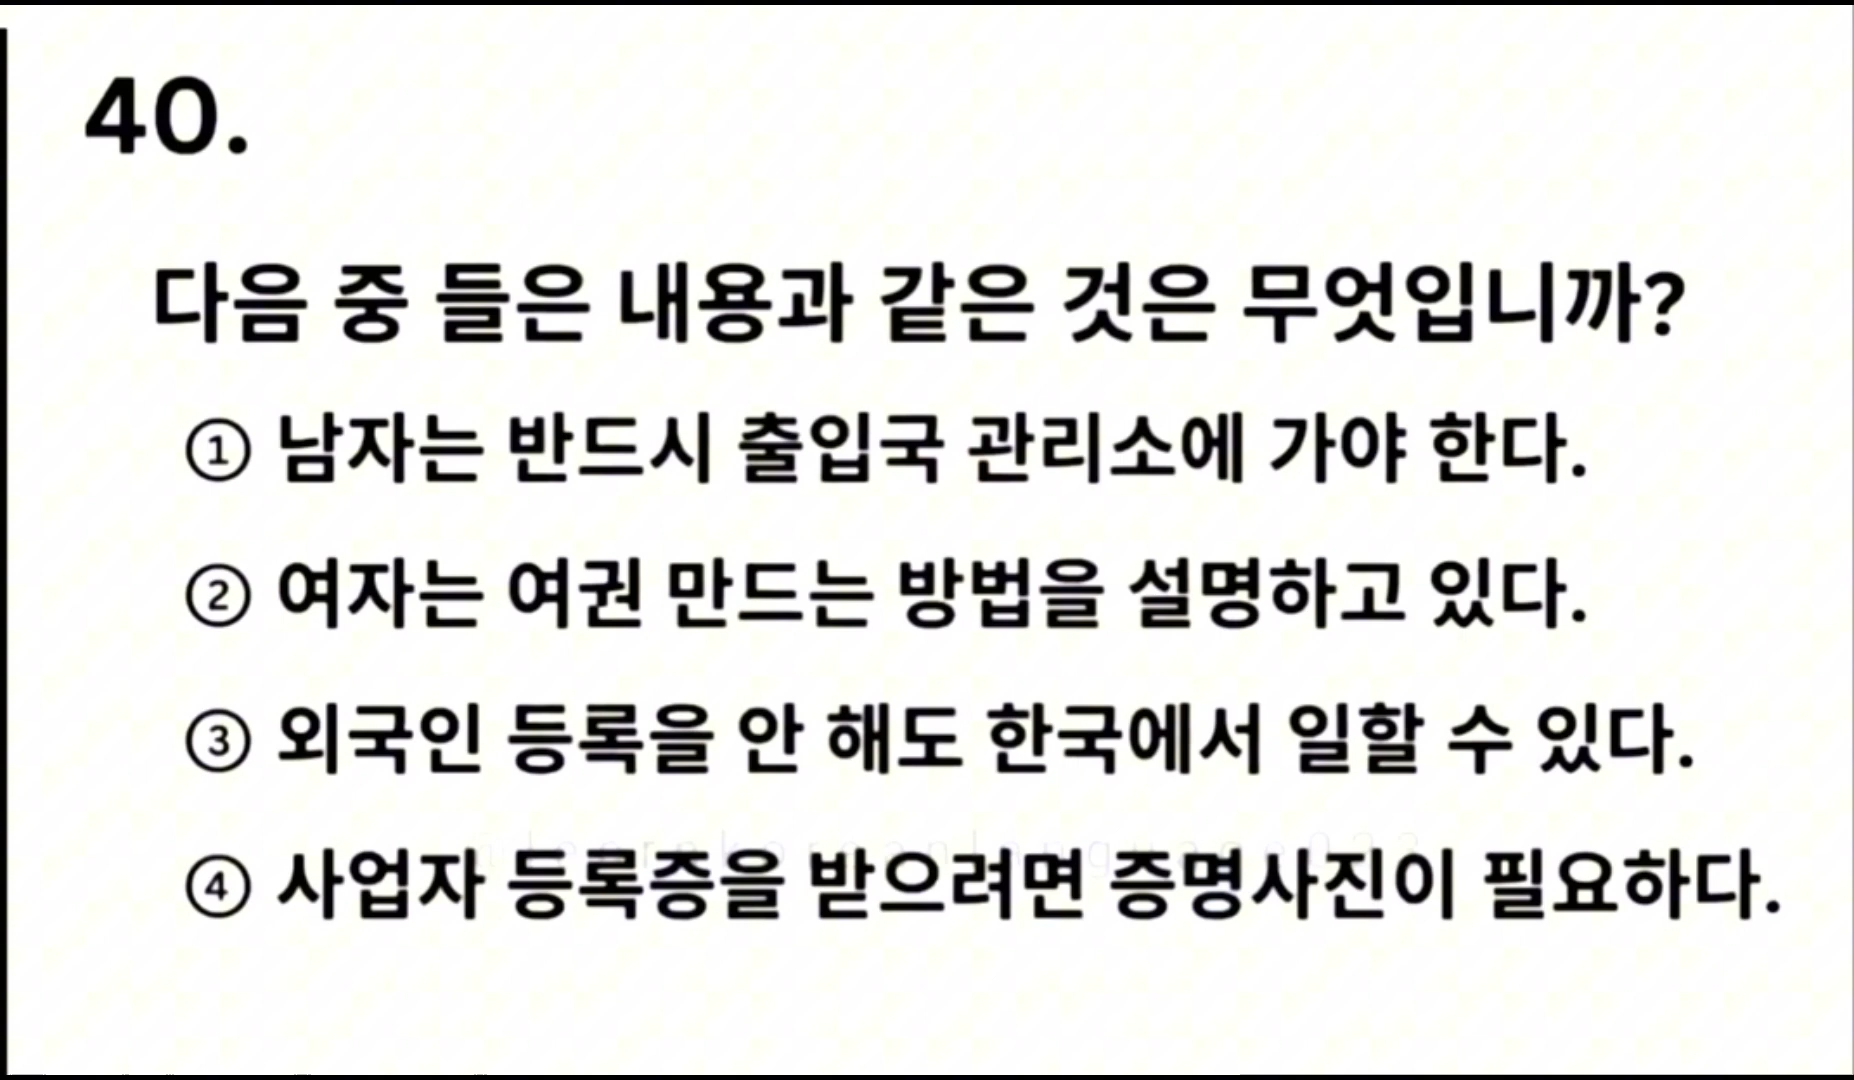 40.
다음 중 들은 내용과 같은 것은 무엇입니까?
① 남자는 반드시 출입국 관리소에 가야 한다.
② 여자는 여권 만드는 방법을 설명하고 있다.
③ 외국인 등록을 안 해도 한국에서 일할 수 있다.
④ 사업자 등록증을 받으려면 증명사진이 필요하다.